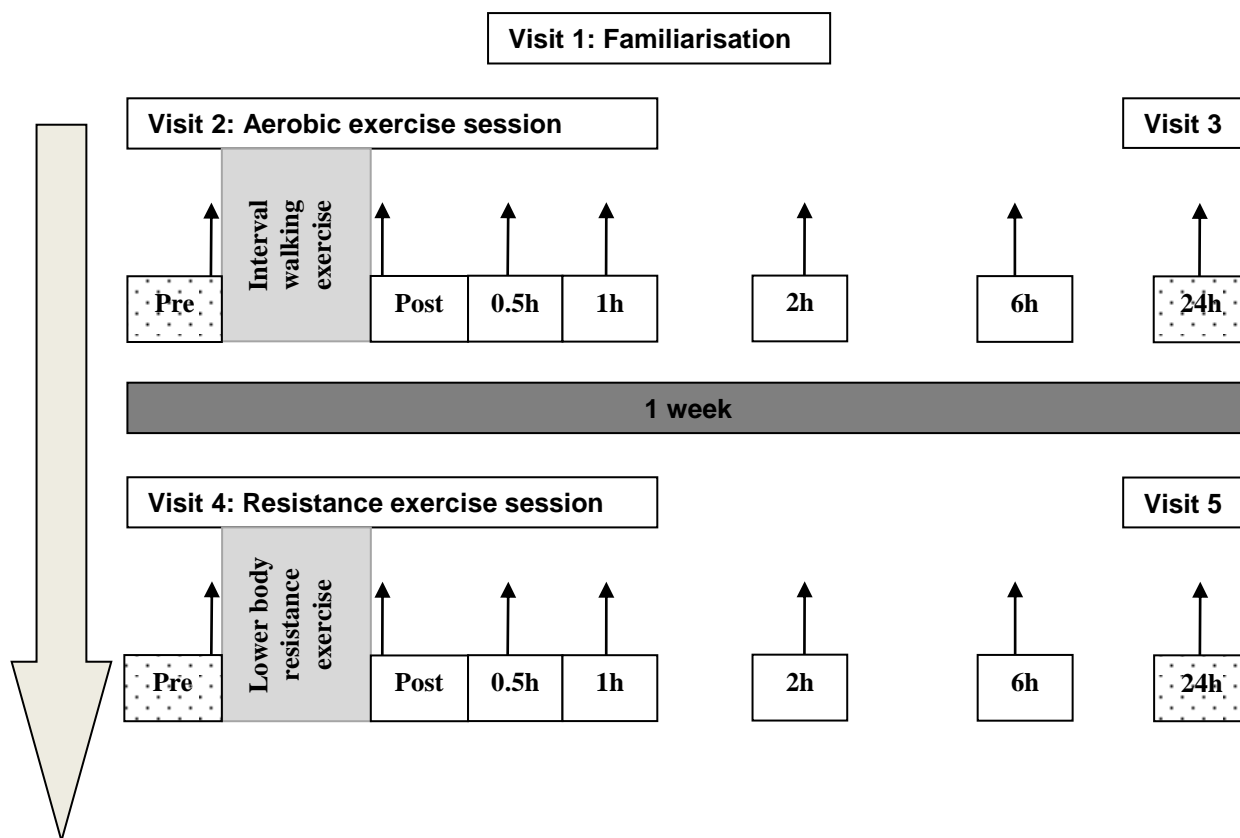 Visit 1: Familiarisation
Visit 2: Aerobic exercise session
Visit 3
Interval
walking
exercise
Pre
Post
0.5h
1h
2h
6h
24h
1 week
Visit 4: Resistance exercise session
Visit 5
Lower body
resistance
exercise
Pre
Post
0.5h
1h
2h
6h
24h